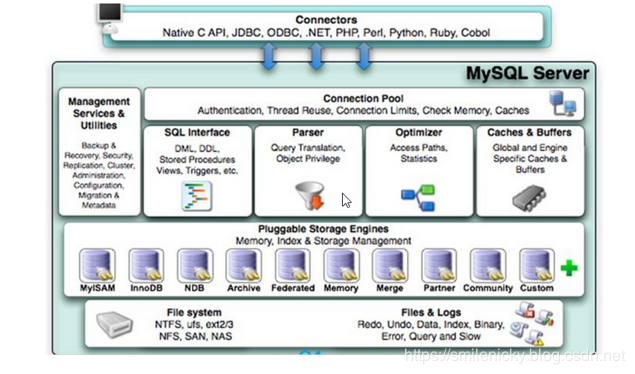 Connectors
Native C API, JDBC, ODBC, .NET, PHP, Perl, Python, Ruby, Cobol
MySQL Server
Management
Services &
Utilities
Backup &
Recovery, Security,
Replication, Cluster,
Administration,
Configuration,
Migration &
Metadata
Connection Pool
Authentication, Thread Reuse, Connection Limits, Check Memory, Caches
SQL Interface
DML, DDL,
Stored Procedures
Views, Triggers, etc.
Parser
Query Translation,
Object Privilege
Optimizer
Access Paths,
Statistics
Caches & Buffers
Global and Engine
Specific Caches &
Buffers
Pluggable Storage Engines
Memory, Index & Storage Management
MyISAM
InnoDB
NDB
Archive
Federated
Memory
Merge
Partner
Community
Custom
File system
NTFS, ufs, ext2/3
NFS, SAN, NAS
Files & Logs
Redo, Undo, Data, Index, Binary,
Error, Query and Slow
https://smilenicky.blog.csdn.net